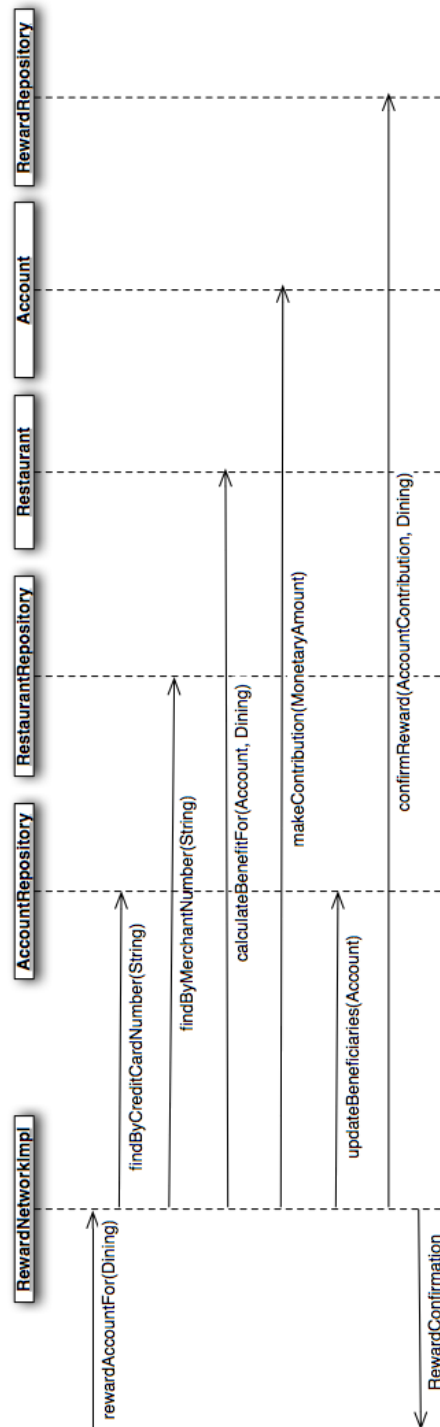 RewardNetworkImpl
AccountRepository
RestaurantRepository
Restaurant
Account
RewardRepository
rewardAccountFor(Dining)
findByCreditCardNumber(String)
findByMerchantNumber(String)
calculateBenefitFor(Account, Dining)
makeContribution(MonetaryAmount)
updateBeneficiaries(Account)
confirmReward(AccountContribution, Dining)
RewardConfirmation